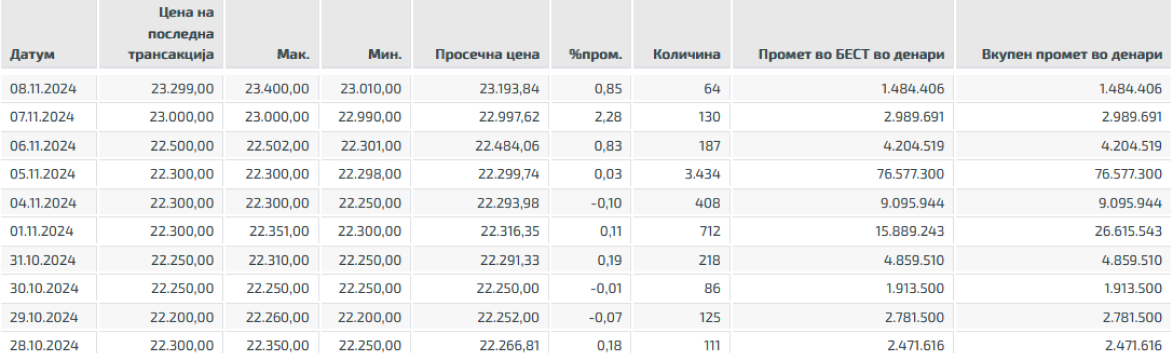 Датум Цена на последна трансакција Мак. Мин. Просечна цена %пром. Количина Промет во БЕСТ во денари Вкупен промет во денари
08.11.2024 23.299,00 23.400,00 23.010,00 23.193,84 0,85 64 1.484.406 1.484.406
07.11.2024 23.000,00 23.000,00 22.990,00 22.997,62 2,28 130 2.989.691 2.989.691
06.11.2024 22.500,00 22.502,00 22.301,00 22.484,06 0,83 187 4.204.519 4.204.519
05.11.2024 22.300,00 22.300,00 22.298,00 22.299,74 0,03 3.434 76.577.300 76.577.300
04.11.2024 22.300,00 22.300,00 22.250,00 22.293,98 -0,10 408 9.095.944 9.095.944
01.11.2024 22.300,00 22.351,00 22.300,00 22.316,35 0,11 712 15.889.243 26.615.543
31.10.2024 22.250,00 22.310,00 22.250,00 22.291,33 0,19 218 4.859.510 4.859.510
30.10.2024 22.250,00 22.250,00 22.250,00 22.250,00 -0,01 86 1.913.500 1.913.500
29.10.2024 22.200,00 22.260,00 22.200,00 22.252,00 -0,07 125 2.781.500 2.781.500
28.10.2024 22.300,00 22.350,00 22.250,00 22.266,81 0,18 111 2.471.616 2.471.616